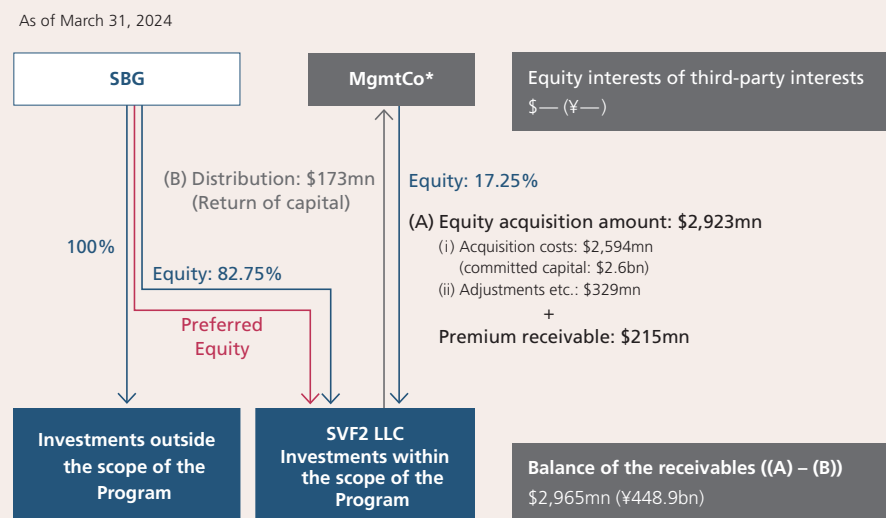 As of March 31, 2024
SBG
MgmtCo*
Equity interests of third-party interests
$— (¥—)
(B) Distribution: $173mn
(Return of capital)
Equity: 17.25%
(A) Equity acquisition amount: $2,923mn
(i) Acquisition costs: $2,594mn
(committed capital: $2.6bn)
(ii) Adjustments etc.: $329mn
+
Premium receivable: $215mn
100%
Equity: 82.75%
Preferred
Equity
Investments outside
the scope of the
Program
SVF2 LLC
Investments within
the scope of the
Program
Balance of the receivables ((A) – (B))
$2,965mn (¥448.9bn)